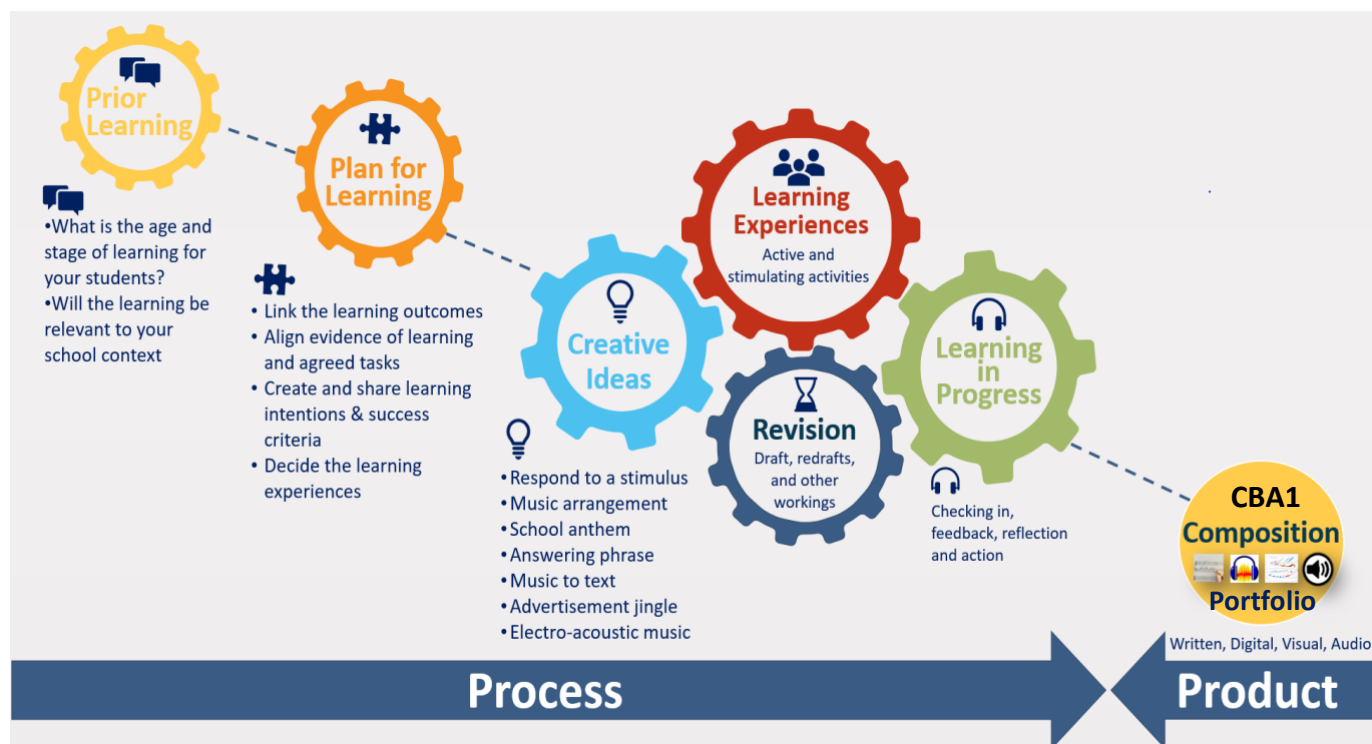 Prior
Learning
•What is the age and
stage of learning for
your students?
•Will the learning be
relevant to your
school context
Plan for
Learning
• Link the learning outcomes
• Align evidence of learning
and agreed tasks
• Create and share learning
intentions & success
criteria
• Decide the learning
experiences
Creative
Ideas
•Respond to a stimulus
•Music arrangement
•School anthem
•Answering phrase
•Music to text
•Advertisement jingle
•Electro-acoustic music
Learning
Experiences
Active and
stimulating activities
Revision
Draft, redrafts,
and other
workings
Learning
in
Progress
Checking in,
feedback, reflection
and action
CBA1
Composition
Portfolio
Written, Digital, Visual, Audio
Process
Product